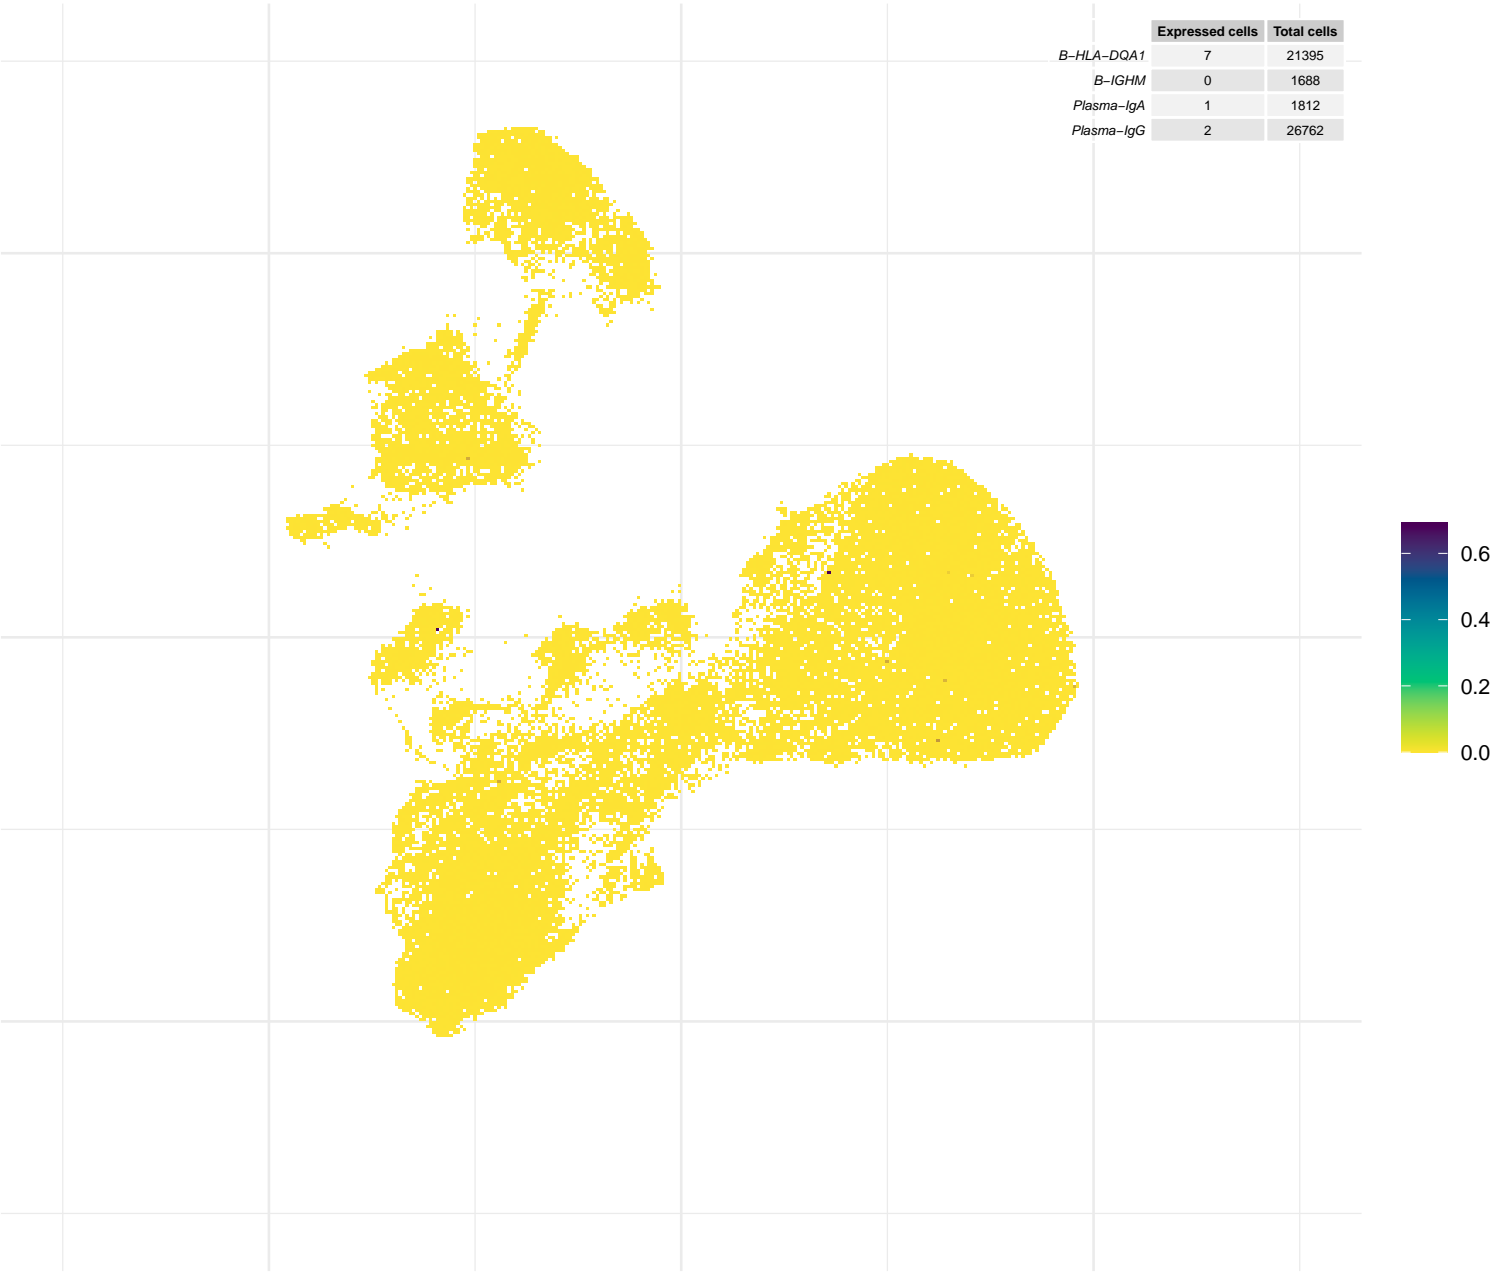 Expressed cells Total cells
B−HLA−DQA1 7 21395
B−IGHM 0 1688
Plasma−IgA 1 1812
Plasma−IgG 2 26762
0.6
0.4
0.2
0.0